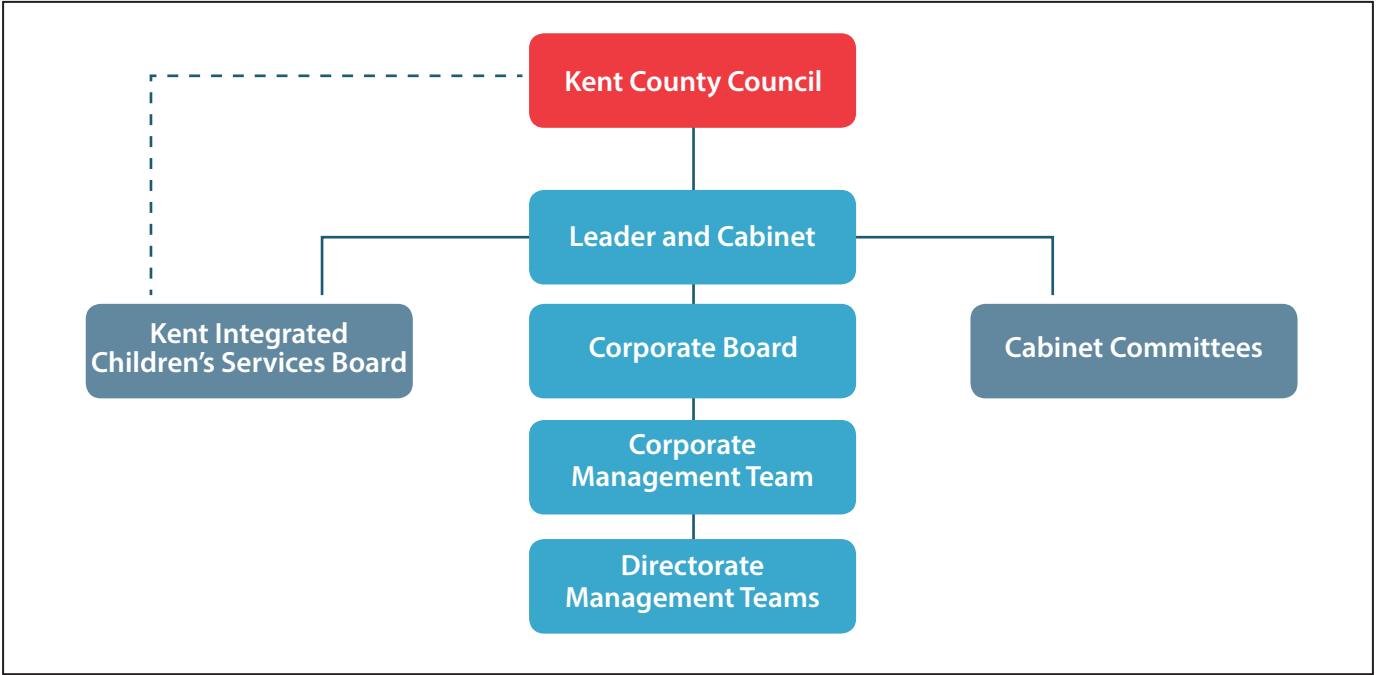 Kent County Council
Leader and Cabinet
Kent Integrated
Children’s Services Board
Corporate Board
Cabinet Committees
Corporate
Management Team
Directorate
Management Teams